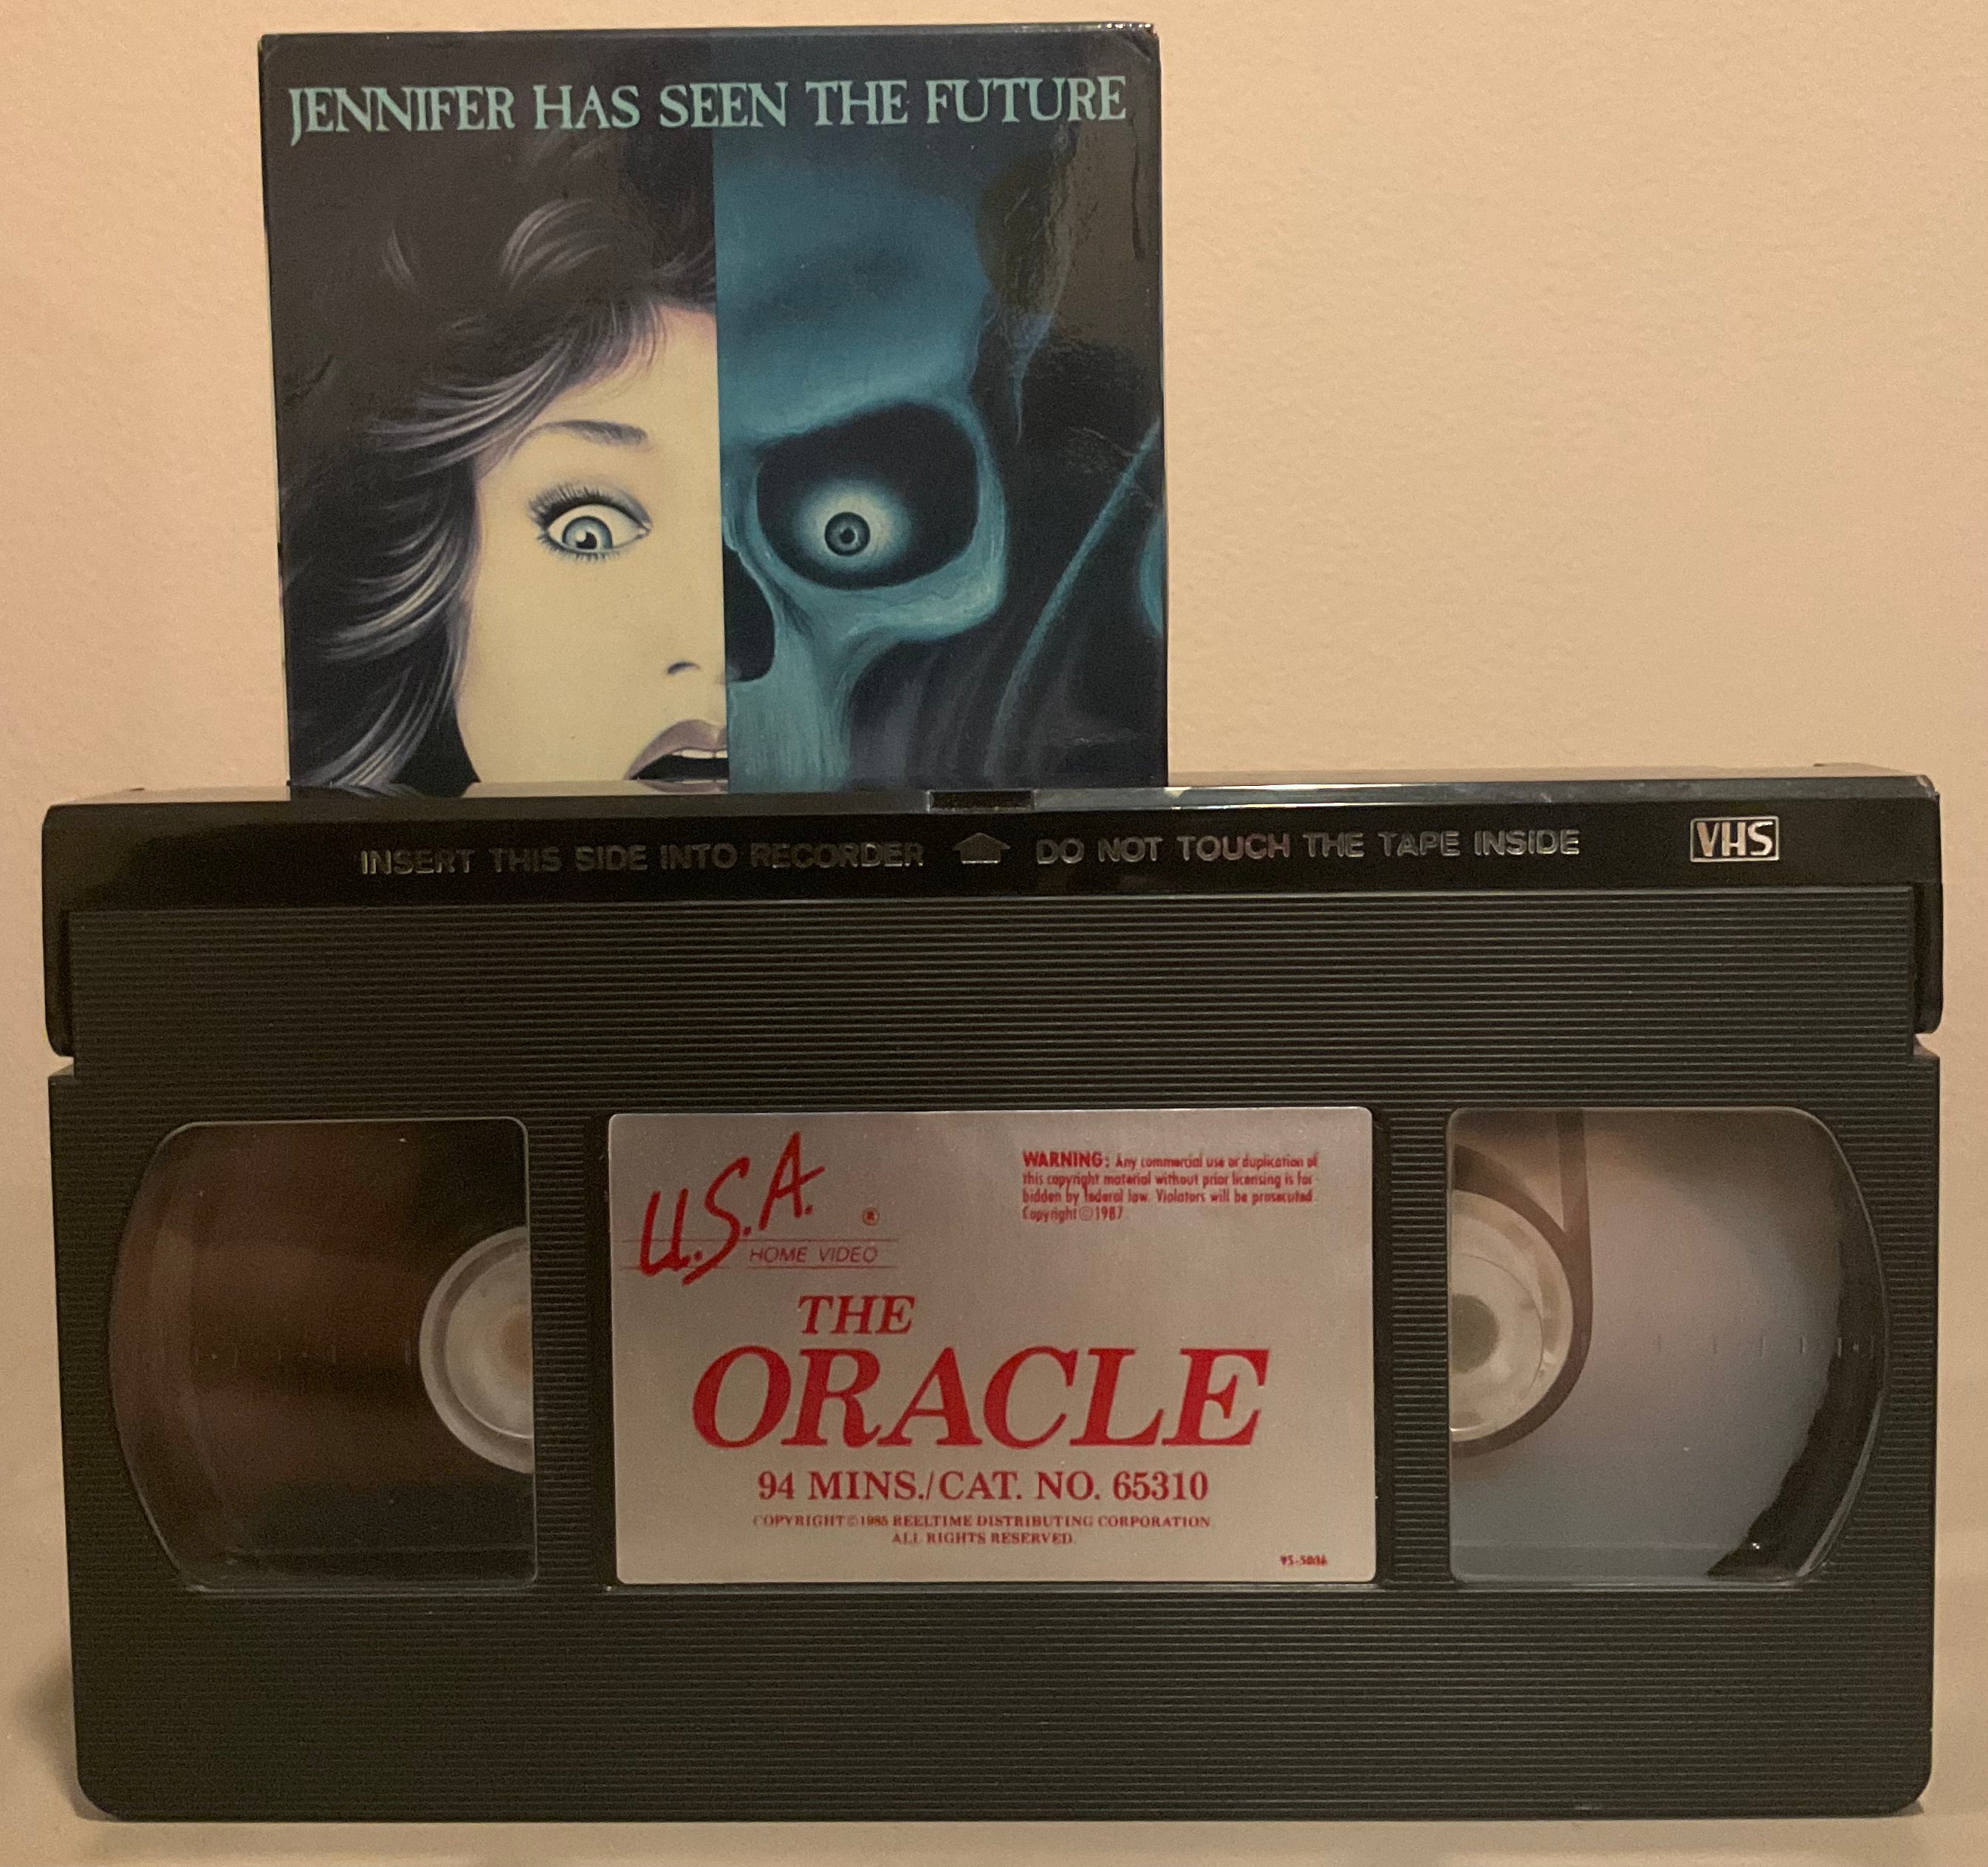 JENNIFER HAS SEEN THE FUTURE
INSERT THIS SIDE INTO RECORDER DO NOT TOUCH THE TAPE INSIDE VHS
U.S.A. ®
HOME VIDEO
WARNING: Any commercial use or duplication of
this copyright material without prior licensing is for-
bidden by federal law. Violators will be prosecuted.
Copyright © 1987
THE
ORACLE
94 MINS./CAT. NO. 65310
COPYRIGHT © 1985 REELTIME DISTRIBUTING CORPORATION
ALL RIGHTS RESERVED.